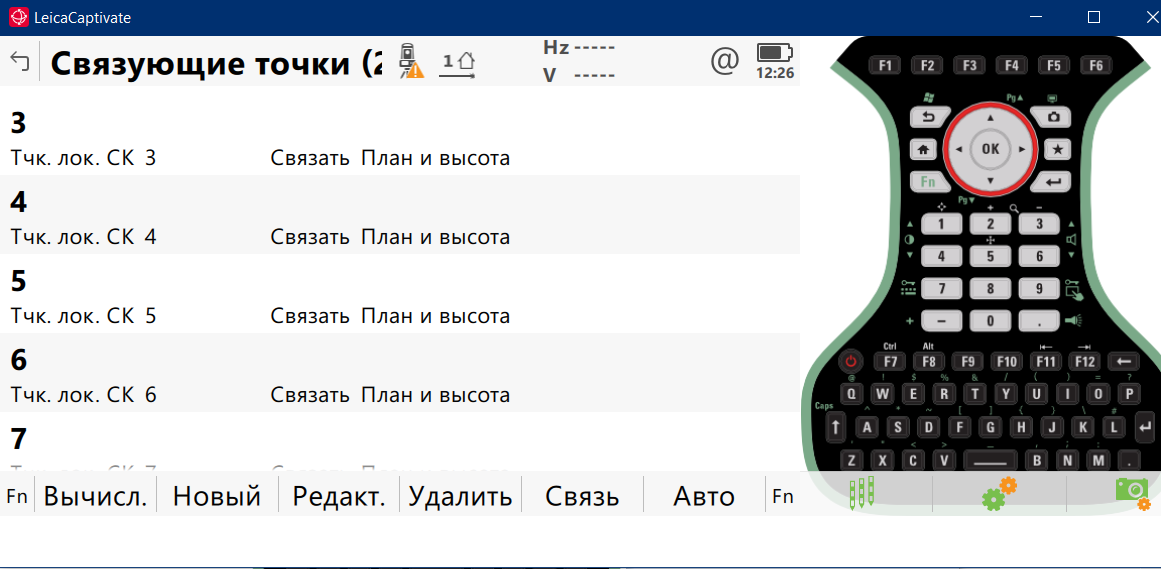 LeicaCaptivate
Связующие точки (2
1
Hz -----
V -----
@
12:26
3
Тчк. лок. СК 3 Связать План и высота
4
Тчк. лок. СК 4 Связать План и высота
5
Тчк. лок. СК 5 Связать План и высота
6
Тчк. лок. СК 6 Связать План и высота
7
Fn Вычисл. Новый Редакт. Удалить Связь Авто Fn
F1 F2 F3 F4 F5 F6
Pg▲
OK
Fn
Pg▼
+ -
1 2 3
4 5 6
7 8 9
+ - 0 .
Ctrl Alt
F7 F8 F9 F10 F11 F12
@ ! $ % & / ( ) = ?
Q W E R T Y U I O P
Caps ^ * ~ [ ] { } \ #
A S D F G H J K L
' " < > _ , ; :
Z X C V B N M .